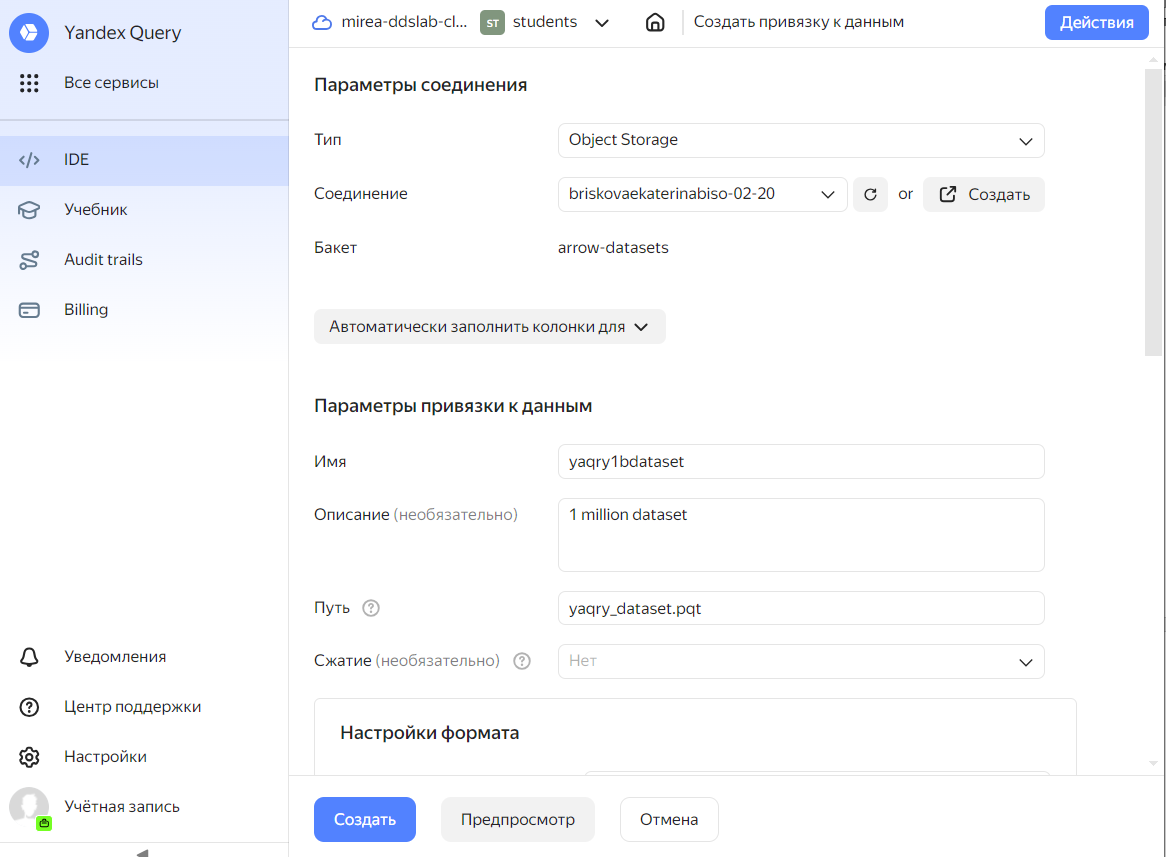 Yandex Query
Все сервисы
IDE
Учебник
Audit trails
Billing
Уведомления
Центр поддержки
Настройки
Учётная запись
mirea-ddslab-cl... ST students Создать привязку к данным Действия
Параметры соединения
Тип Object Storage
Соединение briskovaekaterinabiso-02-20 or Создать
Бакет arrow-datasets
Автоматически заполнить колонки для
Параметры привязки к данным
Имя yaqry1bdataset
Описание (необязательно) 1 million dataset
Путь yaqry_dataset.pqt
Сжатие (необязательно) Нет
Настройки формата
Создать Предпросмотр Отмена